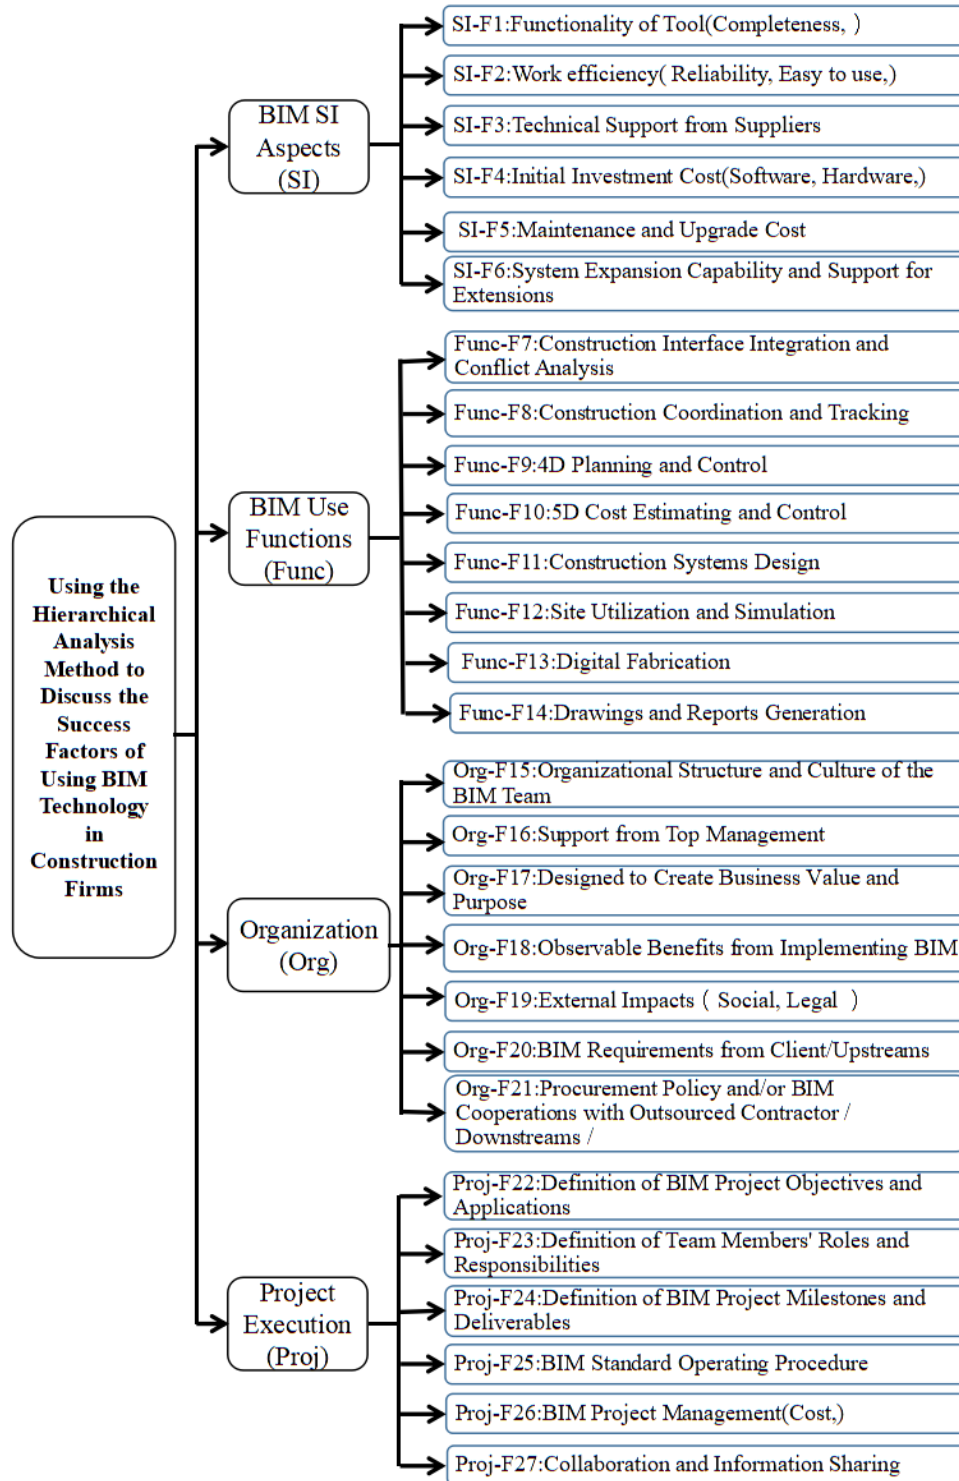 Using the
Hierarchical
Analysis
Method to
Discuss the
Success
Factors of
Using BIM
Technology
in
Construction
Firms
BIM SI
Aspects
(SI)
SI-F1:Functionality of Tool(Completeness, )
SI-F2:Work efficiency( Reliability, Easy to use,)
SI-F3:Technical Support from Suppliers
SI-F4:Initial Investment Cost(Software, Hardware,)
SI-F5:Maintenance and Upgrade Cost
SI-F6:System Expansion Capability and Support for
Extensions
BIM Use
Functions
(Func)
Func-F7:Construction Interface Integration and
Conflict Analysis
Func-F8:Construction Coordination and Tracking
Func-F9:4D Planning and Control
Func-F10:5D Cost Estimating and Control
Func-F11:Construction Systems Design
Func-F12:Site Utilization and Simulation
Func-F13:Digital Fabrication
Func-F14:Drawings and Reports Generation
Organization
(Org)
Org-F15:Organizational Structure and Culture of the
BIM Team
Org-F16:Support from Top Management
Org-F17:Designed to Create Business Value and
Purpose
Org-F18:Observable Benefits from Implementing BIM
Org-F19:External Impacts ( Social, Legal )
Org-F20:BIM Requirements from Client/Upstreams
Org-F21:Procurement Policy and/or BIM
Cooperations with Outsourced Contractor /
Downstreams /
Project
Execution
(Proj)
Proj-F22:Definition of BIM Project Objectives and
Applications
Proj-F23:Definition of Team Members' Roles and
Responsibilities
Proj-F24:Definition of BIM Project Milestones and
Deliverables
Proj-F25:BIM Standard Operating Procedure
Proj-F26:BIM Project Management(Cost,)
Proj-F27:Collaboration and Information Sharing